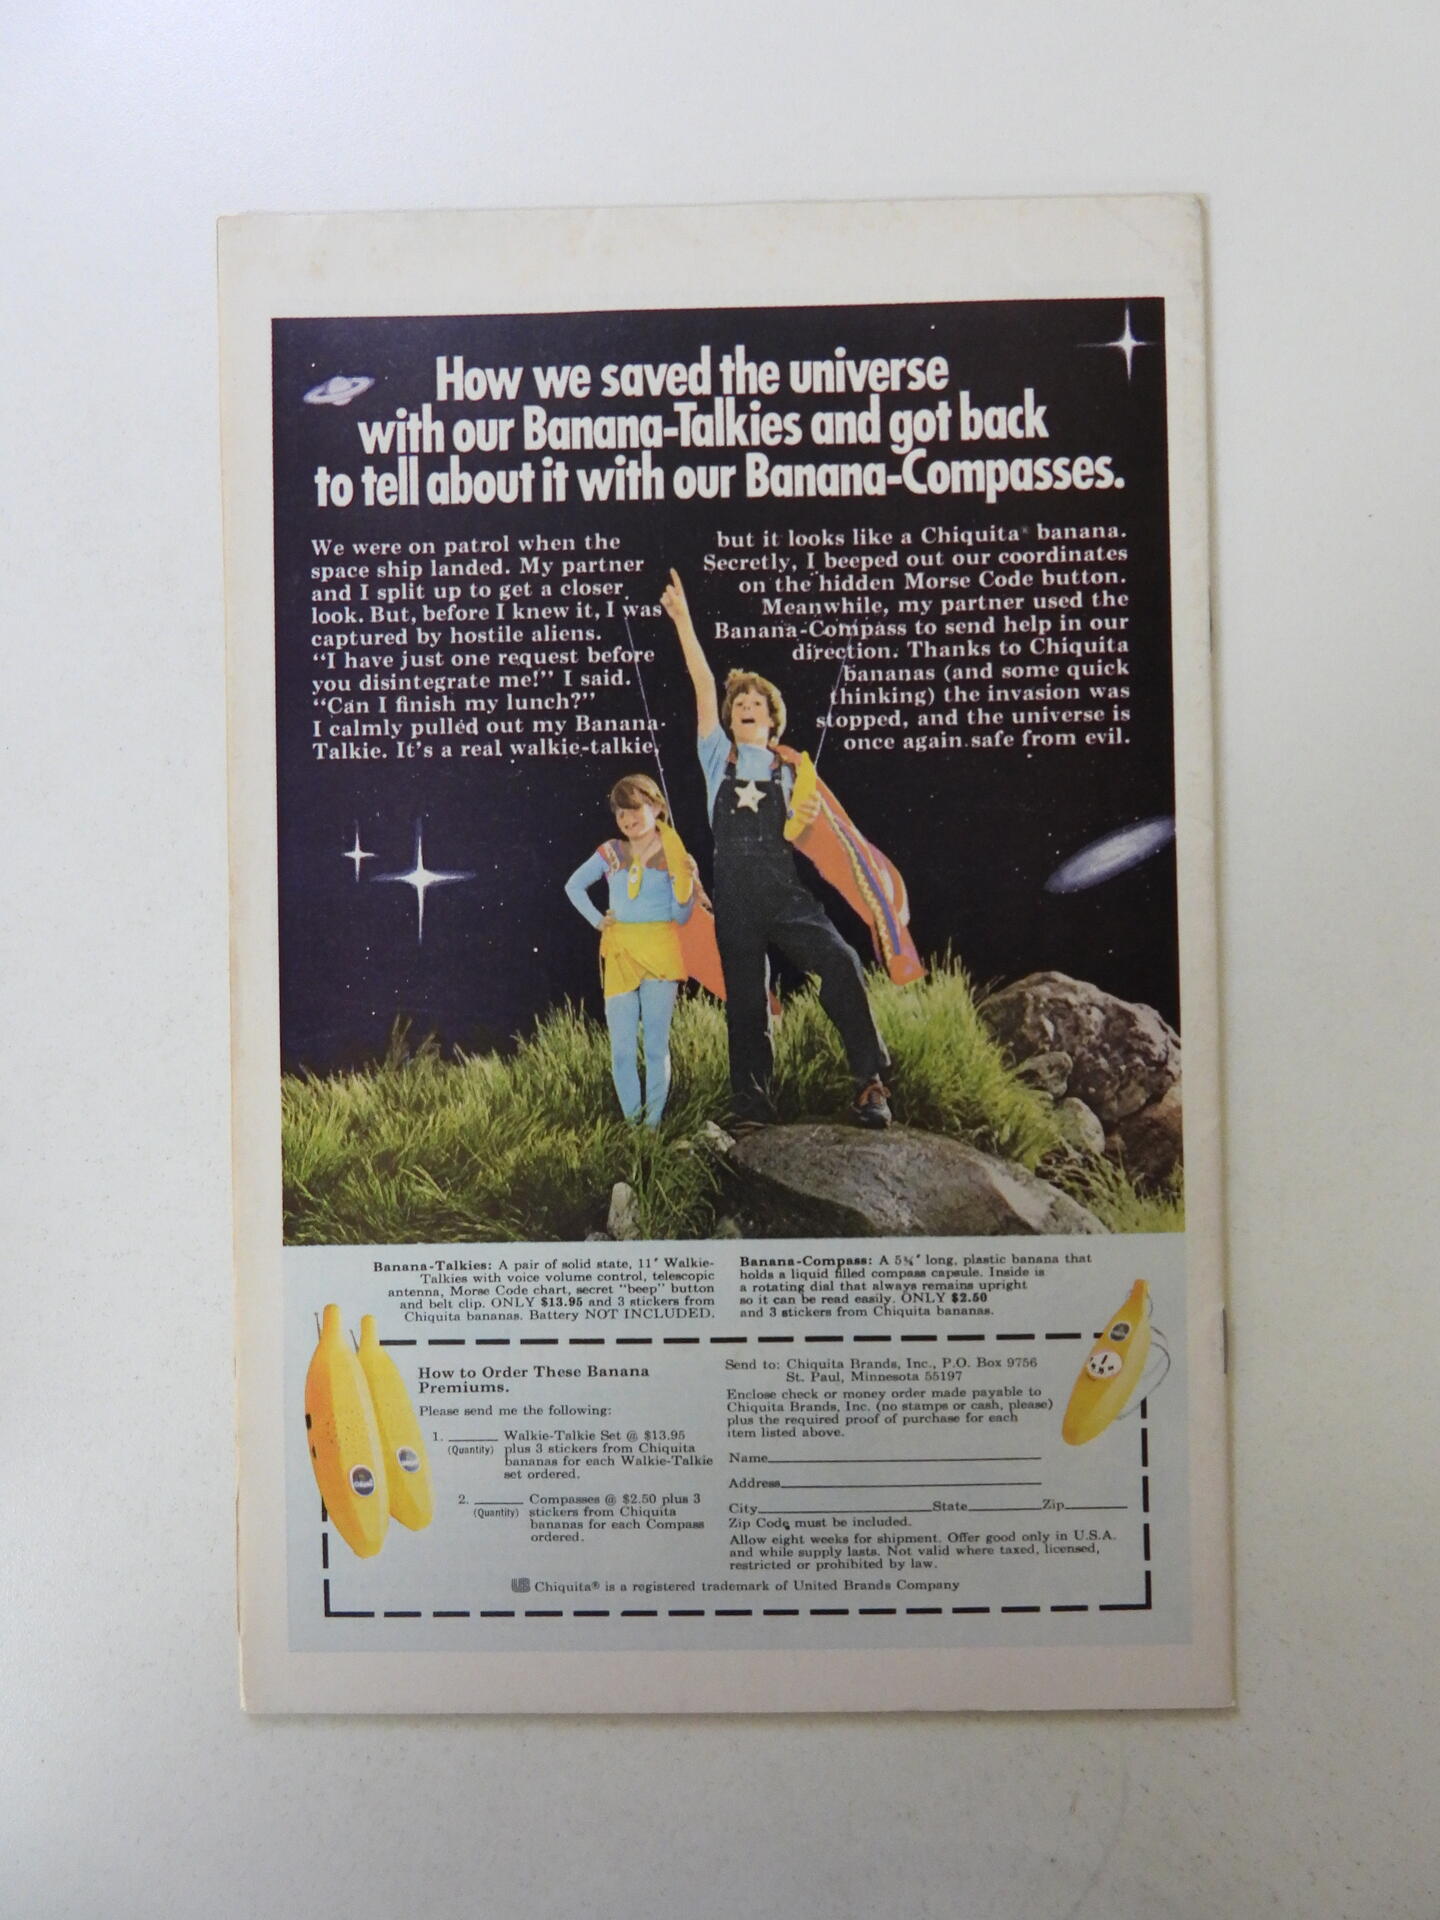 How we saved the universe
with our Banana-Talkies and got back
to tell about it with our Banana-Compasses.
We were on patrol when the
space ship landed. My partner
and I split up to get a closer
look. But, before I knew it, I was
captured by hostile aliens.
“I have just one request before
you disintegrate me!” I said.
“Can I finish my lunch?”
I calmly pulled out my Banana-
Talkie. It's a real walkie-talkie,
but it looks like a Chiquita® banana.
Secretly, I beeped out our coordinates
on the hidden Morse Code button.
Meanwhile, my partner used the
Banana-Compass to send help in our
direction. Thanks to Chiquita
bananas (and some quick
thinking) the invasion was
stopped, and the universe is
once again safe from evil.
Banana-Talkies: A pair of solid state, 11" Walkie-
Talkies with voice volume control, telescopic
antenna, Morse Code chart, secret "beep" button
and belt clip. ONLY $13.95 and 3 stickers from
Chiquita bananas. Battery NOT INCLUDED.
Banana-Compass: A 5¾" long, plastic banana that
holds a liquid filled compass capsule. Inside is
a rotating dial that always remains upright
so it can be read easily. ONLY $2.50
and 3 stickers from Chiquita bananas.
How to Order These Banana
Premiums.
Please send me the following:
1. ______ Walkie-Talkie Set @ $13.95
(Quantity) plus 3 stickers from Chiquita
bananas for each Walkie-Talkie
set ordered.
2. ______ Compasses @ $2.50 plus 3
(Quantity) stickers from Chiquita
bananas for each Compass
ordered.
Send to: Chiquita Brands, Inc., P.O. Box 9756
St. Paul, Minnesota 55197
Enclose check or money order made payable to
Chiquita Brands, Inc. (no stamps or cash, please)
plus the required proof of purchase for each
item listed above.
Name
Address
City State Zip
Zip Code must be included.
Allow eight weeks for shipment. Offer good only in U.S.A.
and while supply lasts. Not valid where taxed, licensed,
restricted or prohibited by law.
Chiquita® is a registered trademark of United Brands Company